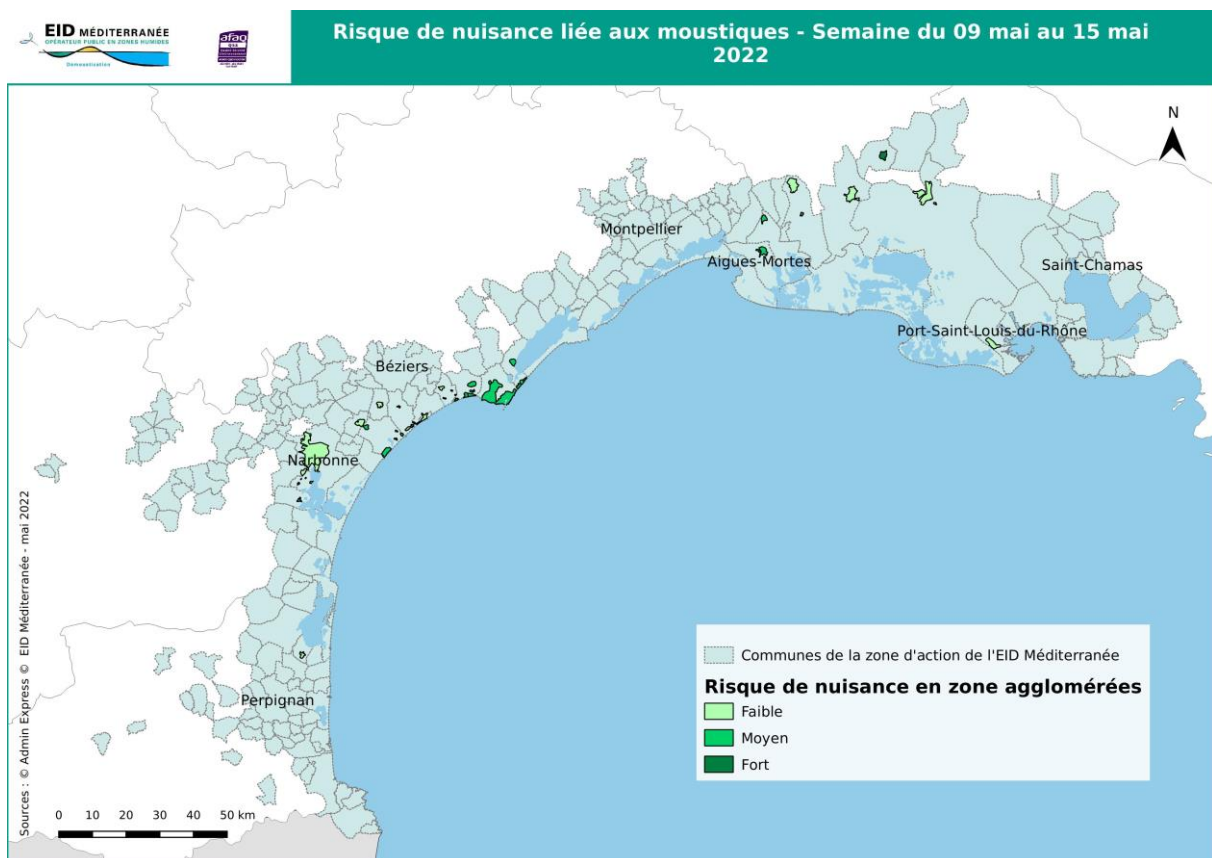 EID MÉDITERRANÉE
OPÉRATEUR PUBLIC EN ZONES HUMIDES
Démoustication
afaq
Risque de nuisance liée aux moustiques - Semaine du 09 mai au 15 mai
2022
N
Montpellier
Aigues-Mortes
Saint-Chamas
Port-Saint-Louis-du-Rhône
Béziers
Narbonne
Perpignan
Communes de la zone d'action de l'EID Méditerranée
Risque de nuisance en zone agglomérées
Faible
Moyen
Fort
0 10 20 30 40 50 km
Sources : © Admin Express © EID Méditerranée - mai 2022